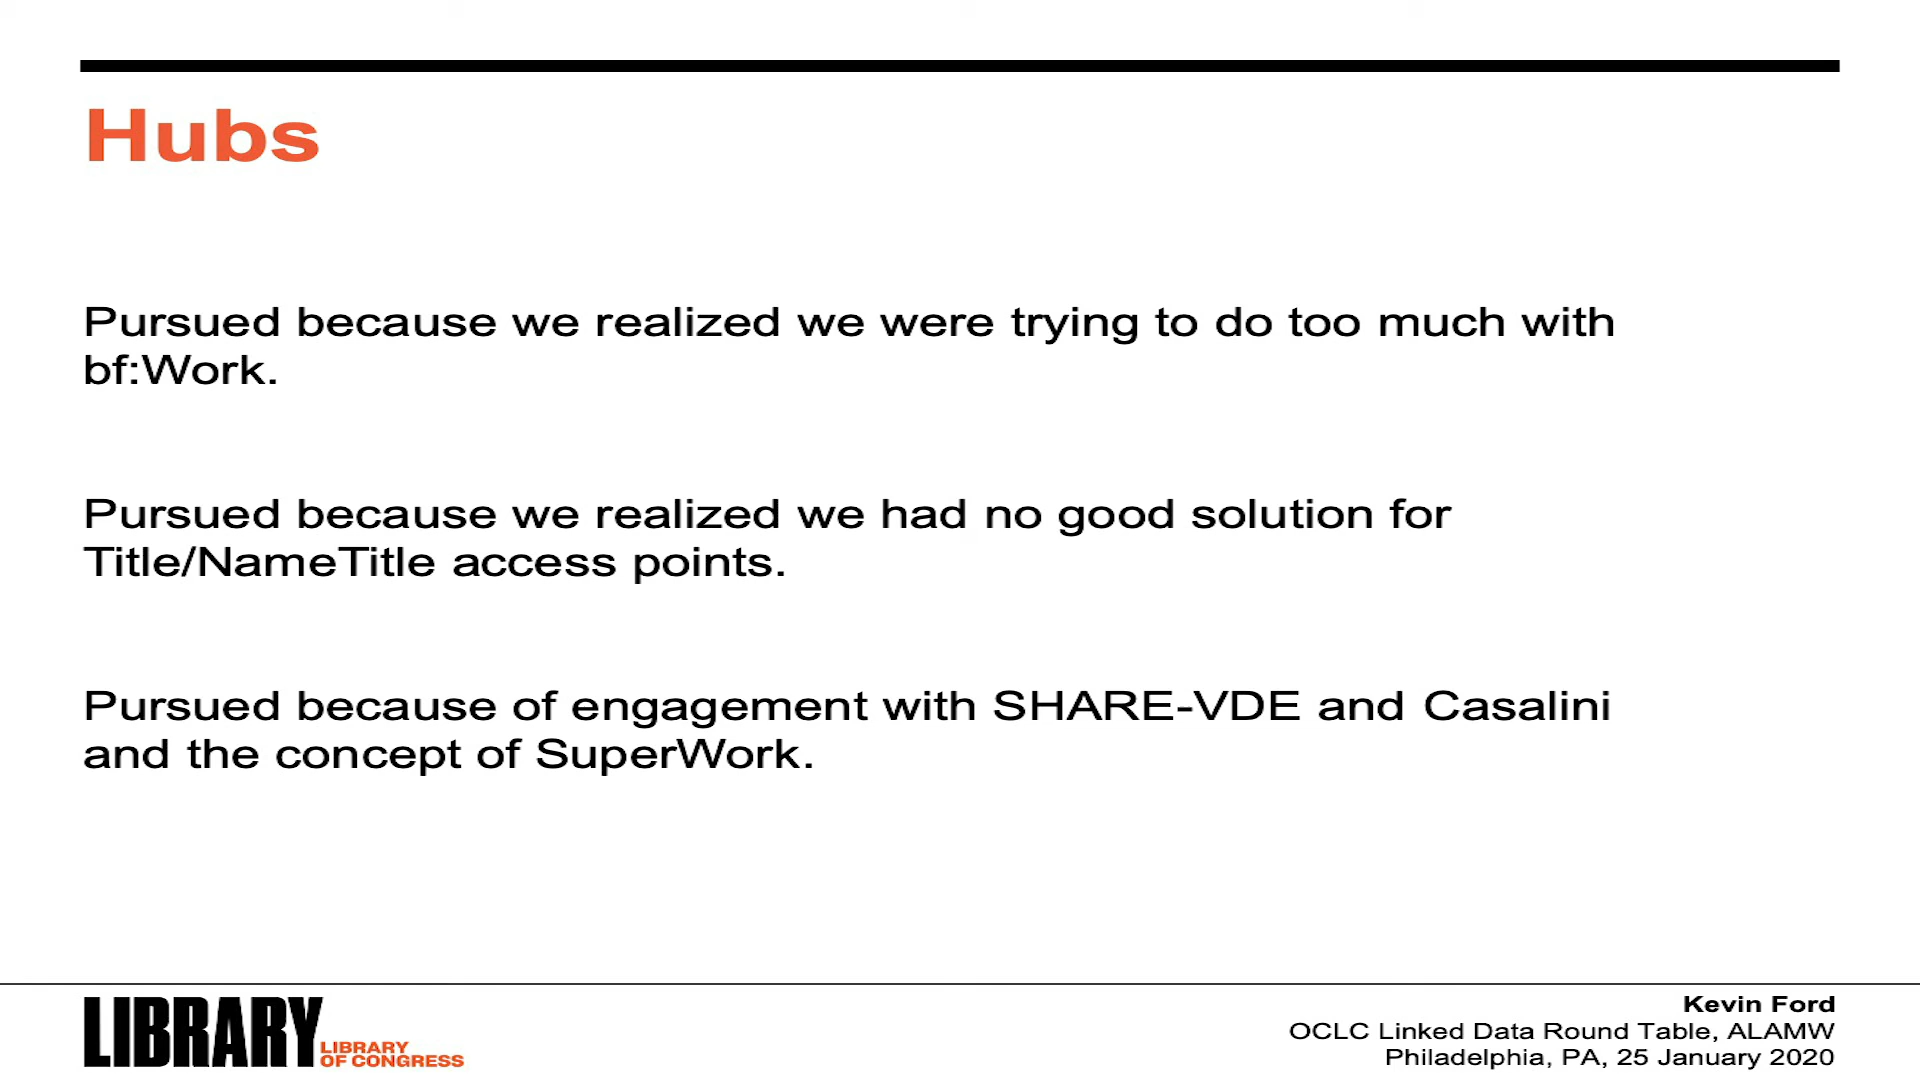 Hubs
Pursued because we realized we were trying to do too much with
bf:Work.
Pursued because we realized we had no good solution for
Title/NameTitle access points.
Pursued because of engagement with SHARE-VDE and Casalini
and the concept of SuperWork.
LIBRARY
LIBRARY
OF CONGRESS
Kevin Ford
OCLC Linked Data Round Table, ALAMW
Philadelphia, PA, 25 January 2020